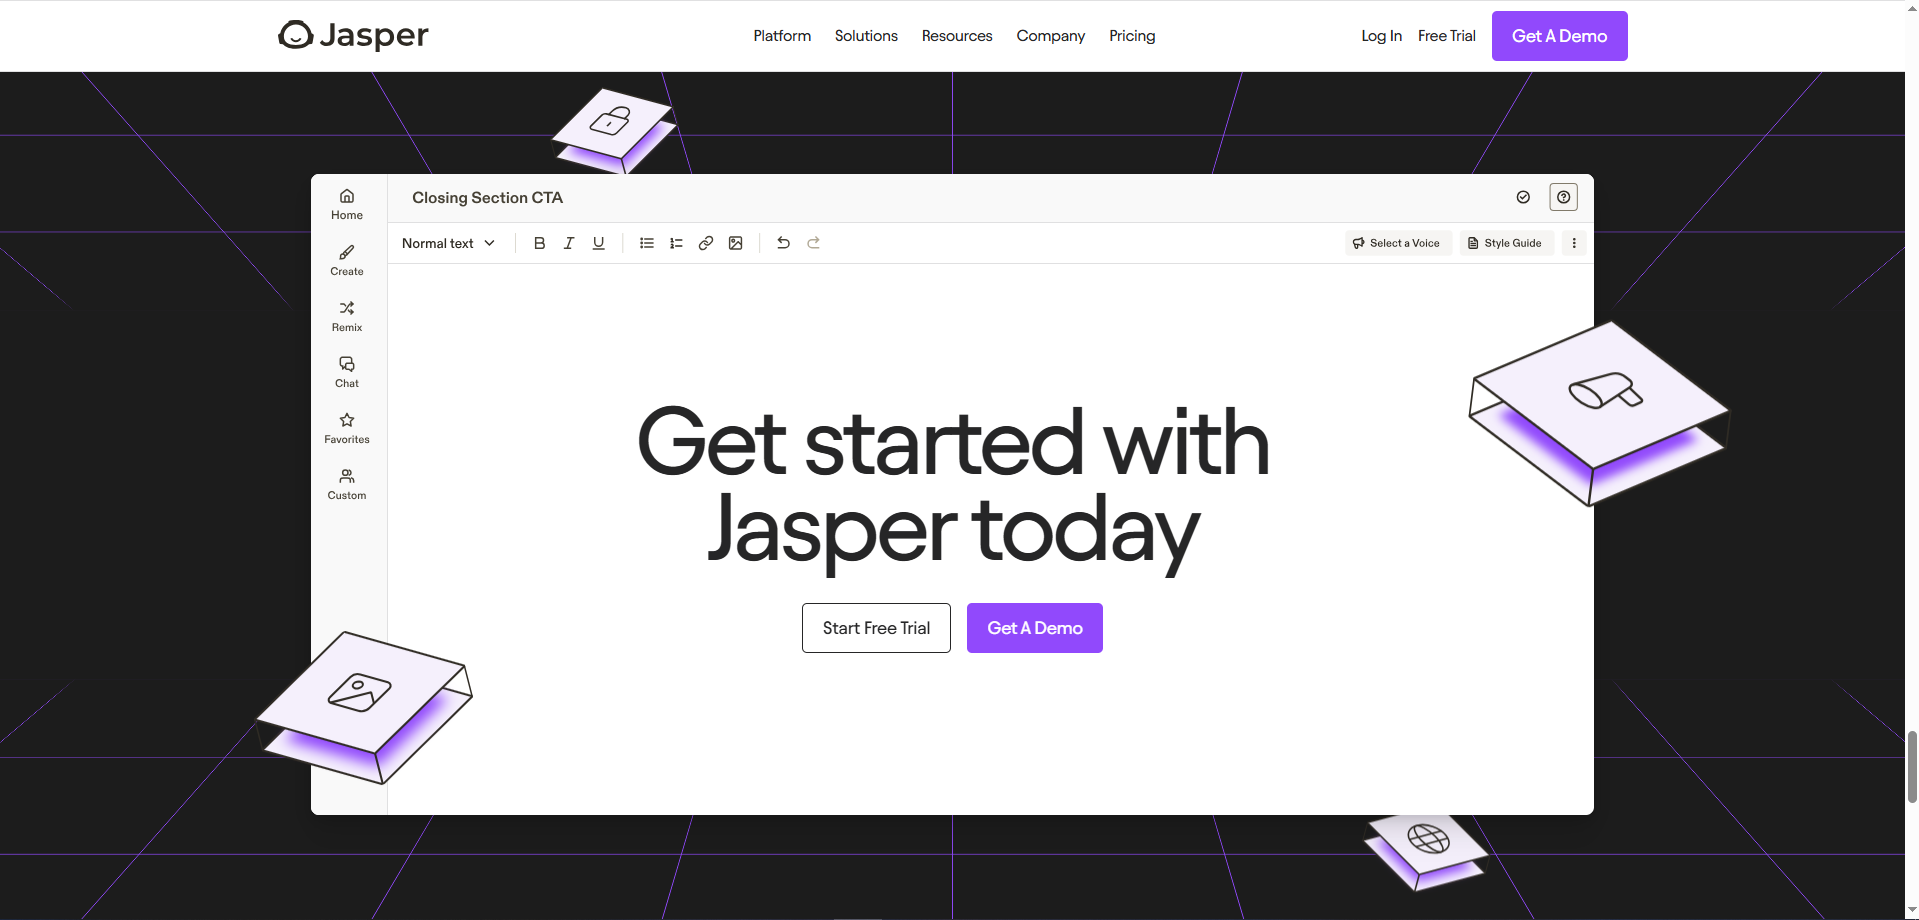 Jasper
Platform Solutions Resources Company Pricing
Log In Free Trial Get A Demo
Closing Section CTA
Normal text B I U Select a Voice Style Guide
Home
Create
Remix
Chat
Favorites
Custom
Get started with
Jasper today
Start Free Trial Get A Demo